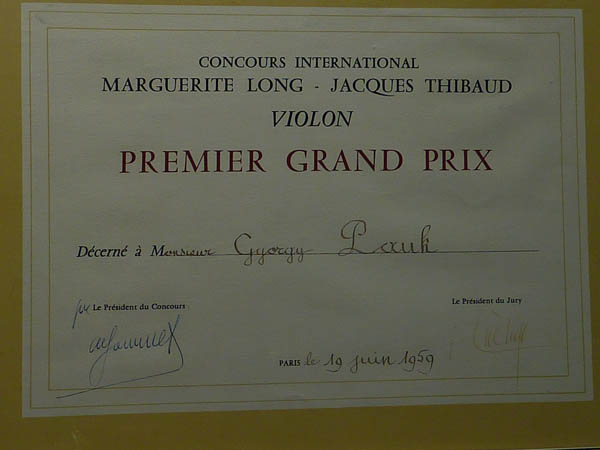 CONCOURS INTERNATIONAL
MARGUERITE LONG - JACQUES THIBAUD
VIOLON
PREMIER GRAND PRIX
Décerné à Monsieur Gyorgy Pauk
Le Président du Concours
Le Président du Jury
PARIS le 19 juin 1959